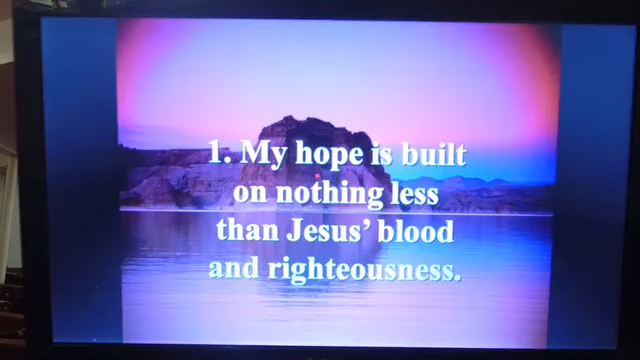 1. My hope is built
on nothing less
than Jesus’ blood
and righteousness.